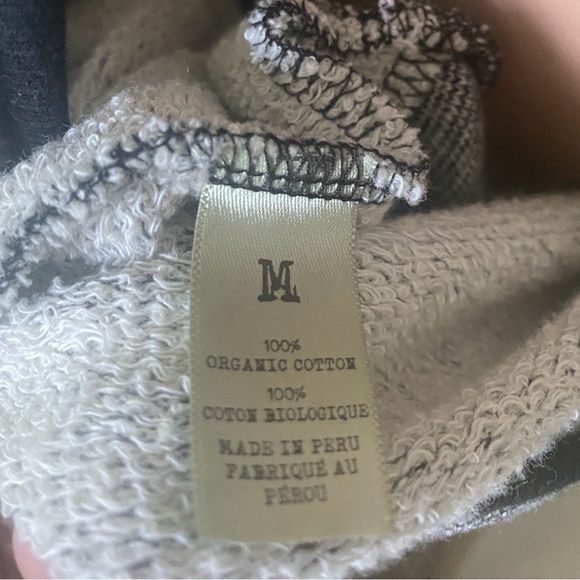 M
100%
ORGANIC COTTON
100%
COTON BIOLOGIQUE
MADE IN PERU
FABRIQUÉ AU
PÉROU